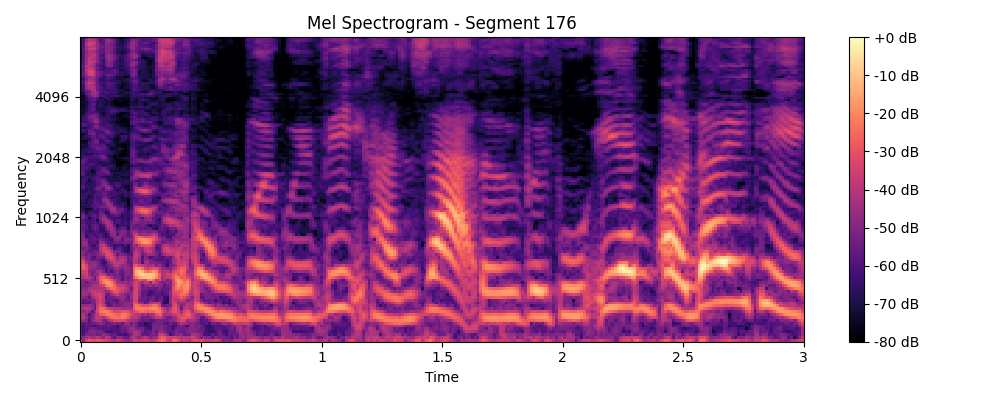 Mel Spectrogram - Segment 176
Frequency
4096
2048
1024
512
0
0
0.5
1
1.5
2
2.5
3
Time
+0 dB
-10 dB
-20 dB
-30 dB
-40 dB
-50 dB
-60 dB
-70 dB
-80 dB